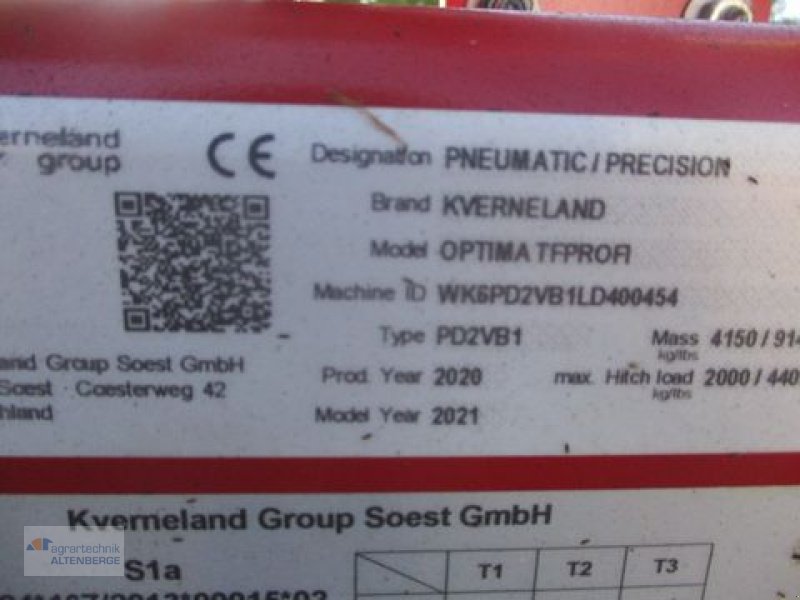 erneland
group
CE
Designation PNEUMATIC / PRECISION
Brand KVERNELAND
Model OPTIMA TFPROFI
Machine ID WK6PD2VB1LD400454
Type PD2VB1
Mass 4150 / 914
kg/lbs
Prod. Year 2020
max. Hitch load 2000 / 440
kg/lbs
Model Year 2021
land Group Soest GmbH
Soest · Coesterweg 42
hland
Kverneland Group Soest GmbH
S1a
T1 T2 T3
agrartechnik
ALTENBERGE